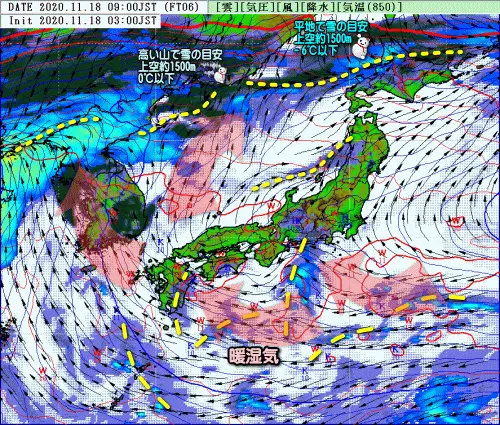 DATE 2020.11.18 09:00JST (FT06)
[雲][気圧][風][降水][気温(850)]
Init 2020.11.18 03:00JST
平地で雪の目安
上空約1500m
-6℃以下
高い山で雪の目安
上空約1500m
0℃以下
暖湿気